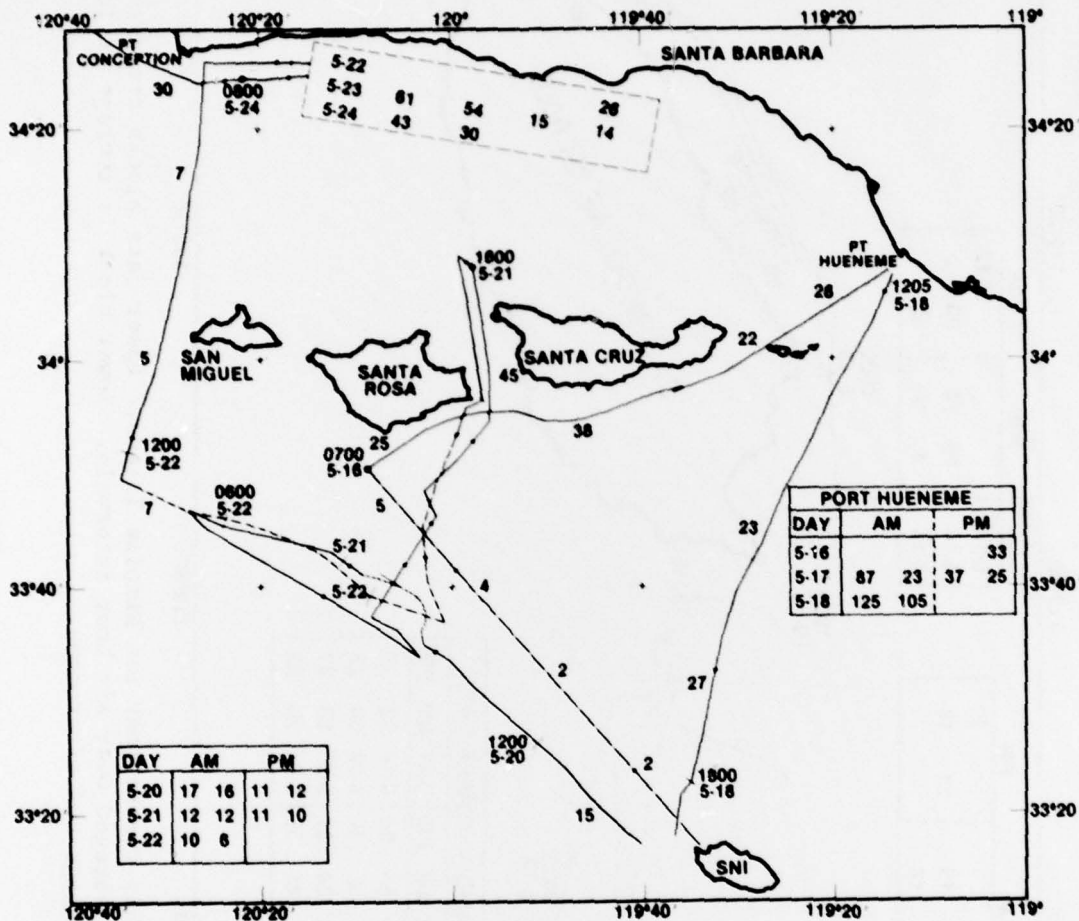 120°40' 120°20' 120° 119°40' 119°20' 119°
PT
CONCEPTION
SANTA BARBARA
30
0800
5-24
5-22
5-23 61 54 15 26
5-24 43 30 14
34°20'
34°20'
7
1600
5-21
PT
HUENEME
1205
5-18
26
22
SAN
MIGUEL
SANTA
ROSA
SANTA CRUZ
34°
34°
5
45
38
25
0700
5-16
1200
5-22
7
0600
5-22
5
23
5-21
5-22
4
33°40'
33°40'
PORT HUENEME
DAY AM PM
5-16 33
5-17 87 23 37 25
5-18 125 105
2
27
1200
5-20
2
1800
5-18
15
33°20'
33°20'
DAY AM PM
5-20 17 16 11 12
5-21 12 12 11 10
5-22 10 6
SNI
120°40' 120°20' 120° 119°40' 119°20' 119°